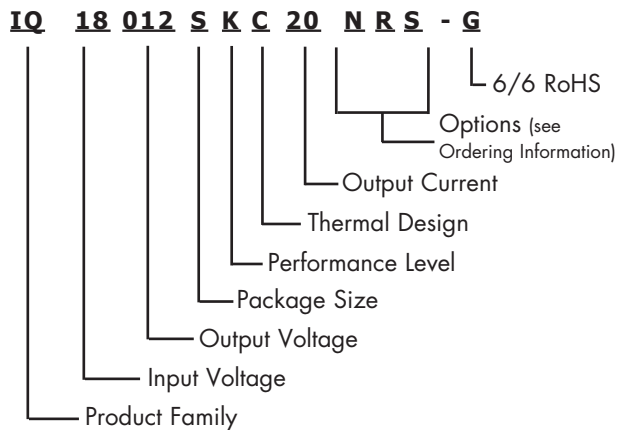 IQ 18 012 S K C 20 N R S - G
6/6 RoHS
Options (see
Ordering Information)
Output Current
Thermal Design
Performance Level
Package Size
Output Voltage
Input Voltage
Product Family